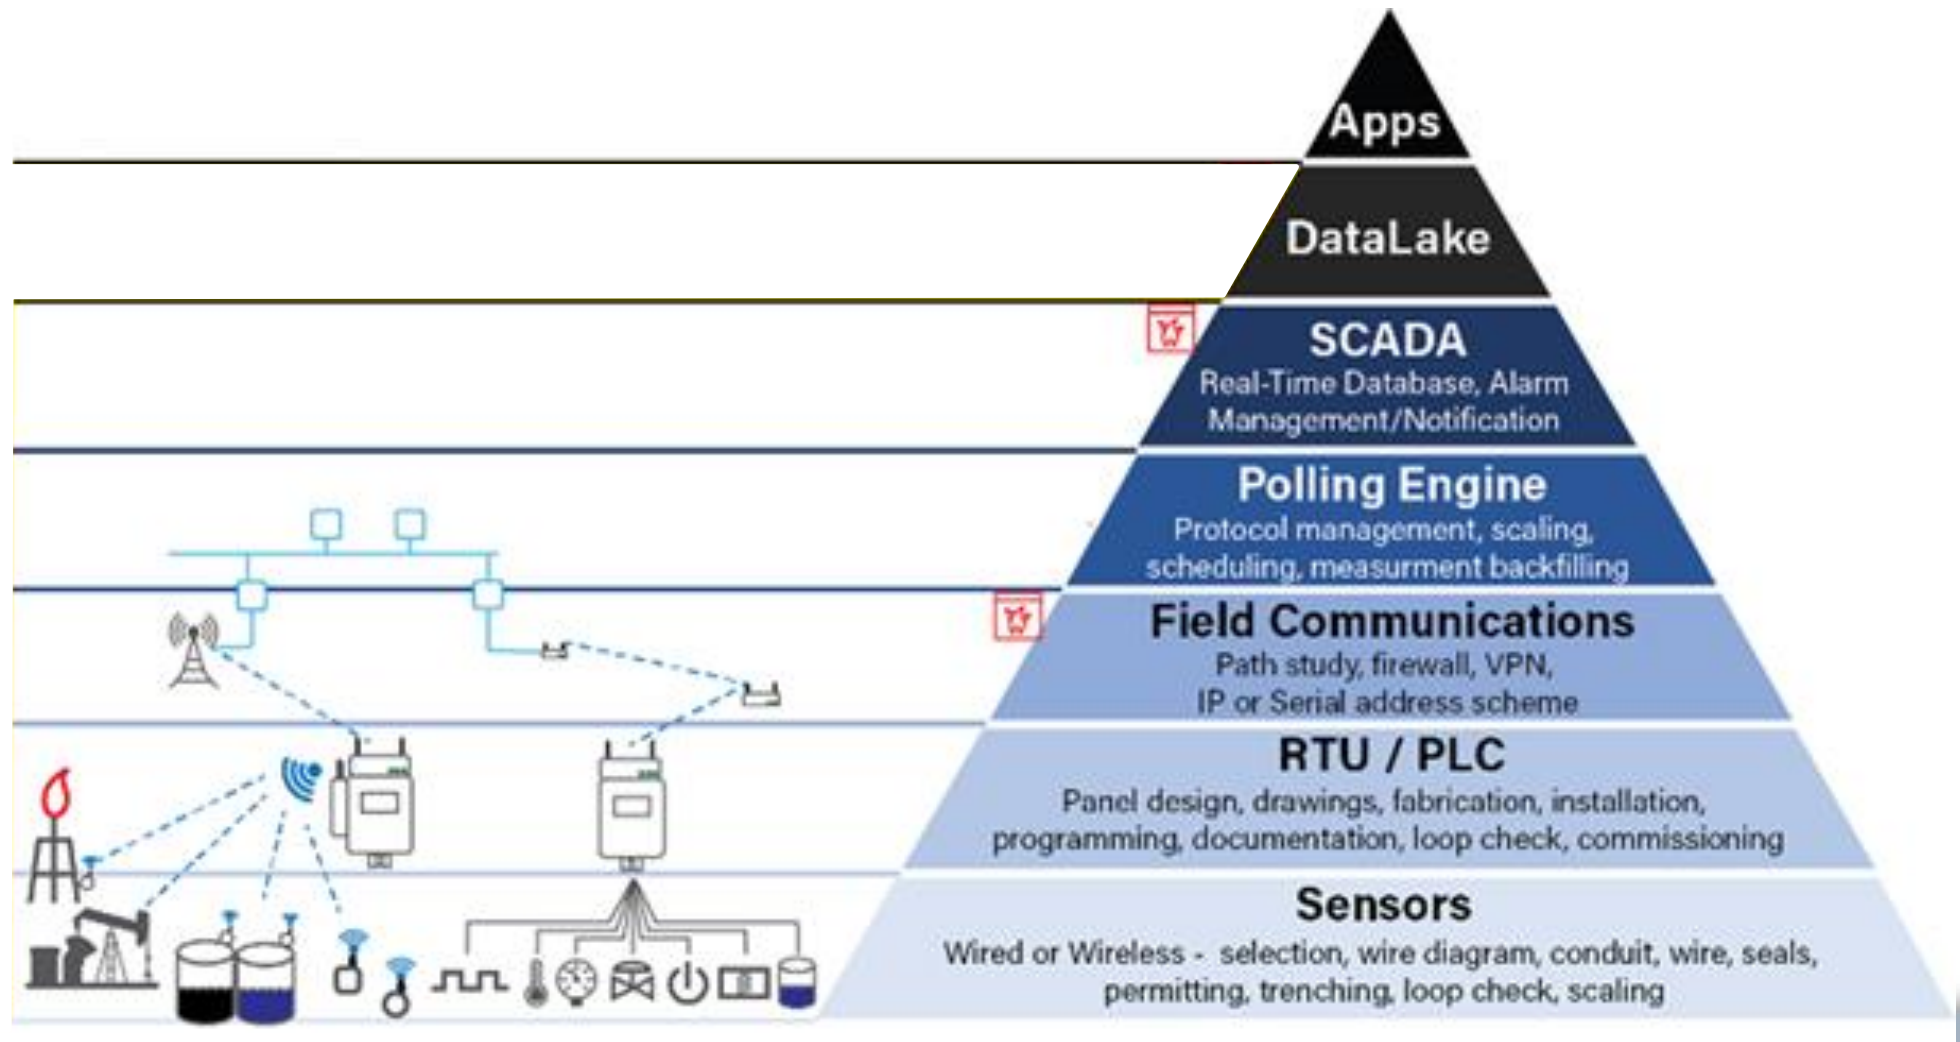 Apps
DataLake
SCADA
Real-Time Database, Alarm
Management/Notification
Polling Engine
Protocol management, scaling,
scheduling, measurment backfilling
Field Communications
Path study, firewall, VPN,
IP or Serial address scheme
RTU / PLC
Panel design, drawings, fabrication, installation,
programming, documentation, loop check, commissioning
Sensors
Wired or Wireless - selection, wire diagram, conduit, wire, seals,
permitting, trenching, loop check, scaling